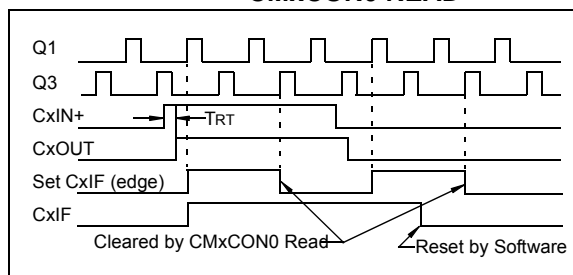 CMxCON0 READ
Q1
Q3
CxIN+
TRT
CxOUT
Set CxIF (edge)
CxIF
Cleared by CMxCON0 Read
Reset by Software